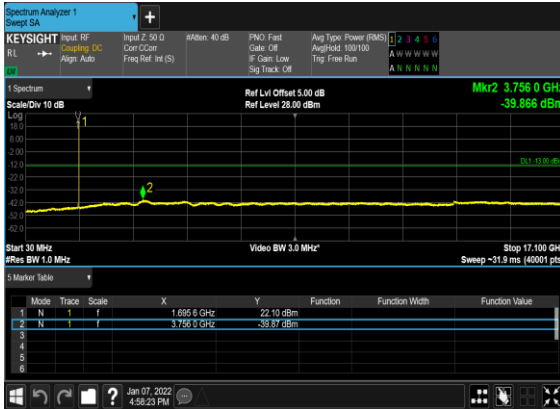 Spectrum Analyzer 1
Swept SA
+
KEYSIGHT Input: RF Input Z: 50 Ω #Atten: 40 dB PNO: Fast Avg Type: Power (RMS) 1 2 3 4 5 6
RL Coupling: DC Corr CCorr Gate: Off Avg|Hold: 100/100 A W W W W W
Align: Auto Freq Ref: Int (S) IF Gain: Low Trig: Free Run
Sig Track: Off A N N N N N
1 Spectrum Ref Lvl Offset 5.00 dB Mkr2 3.756 0 GHz
Scale/Div 10 dB Ref Level 28.00 dBm -39.866 dBm
Log
18.0
8.00
-2.00
-12.0
-22.0
-32.0
-42.0
-52.0
-62.0
1
2
DL1 -13.00 dBm
Start 30 MHz Video BW 3.0 MHz* Stop 17.100 GHz
#Res BW 1.0 MHz Sweep ~31.9 ms (40001 pts)
5 Marker Table
Mode Trace Scale X Y Function Function Width Function Value
1 N 1 f 1.695 6 GHz 22.10 dBm
2 N 1 f 3.756 0 GHz -39.87 dBm
3
4
5
6
? Jan 07, 2022
4:58:23 PM